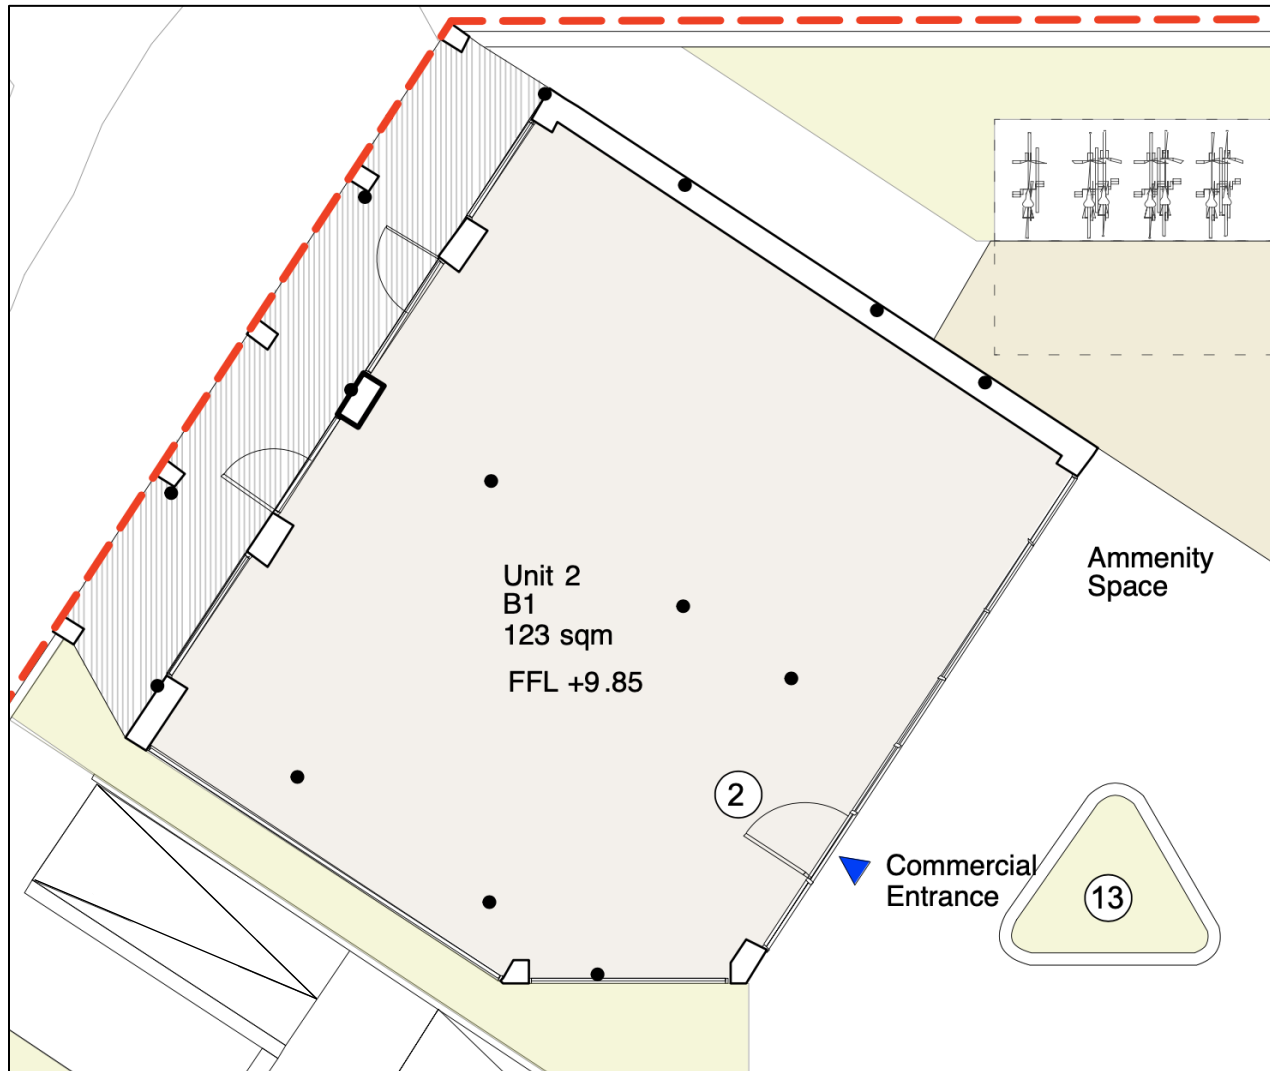 Ammenity
Space
Unit 2
B1
123 sqm
FFL +9.85
2
Commercial
Entrance
13